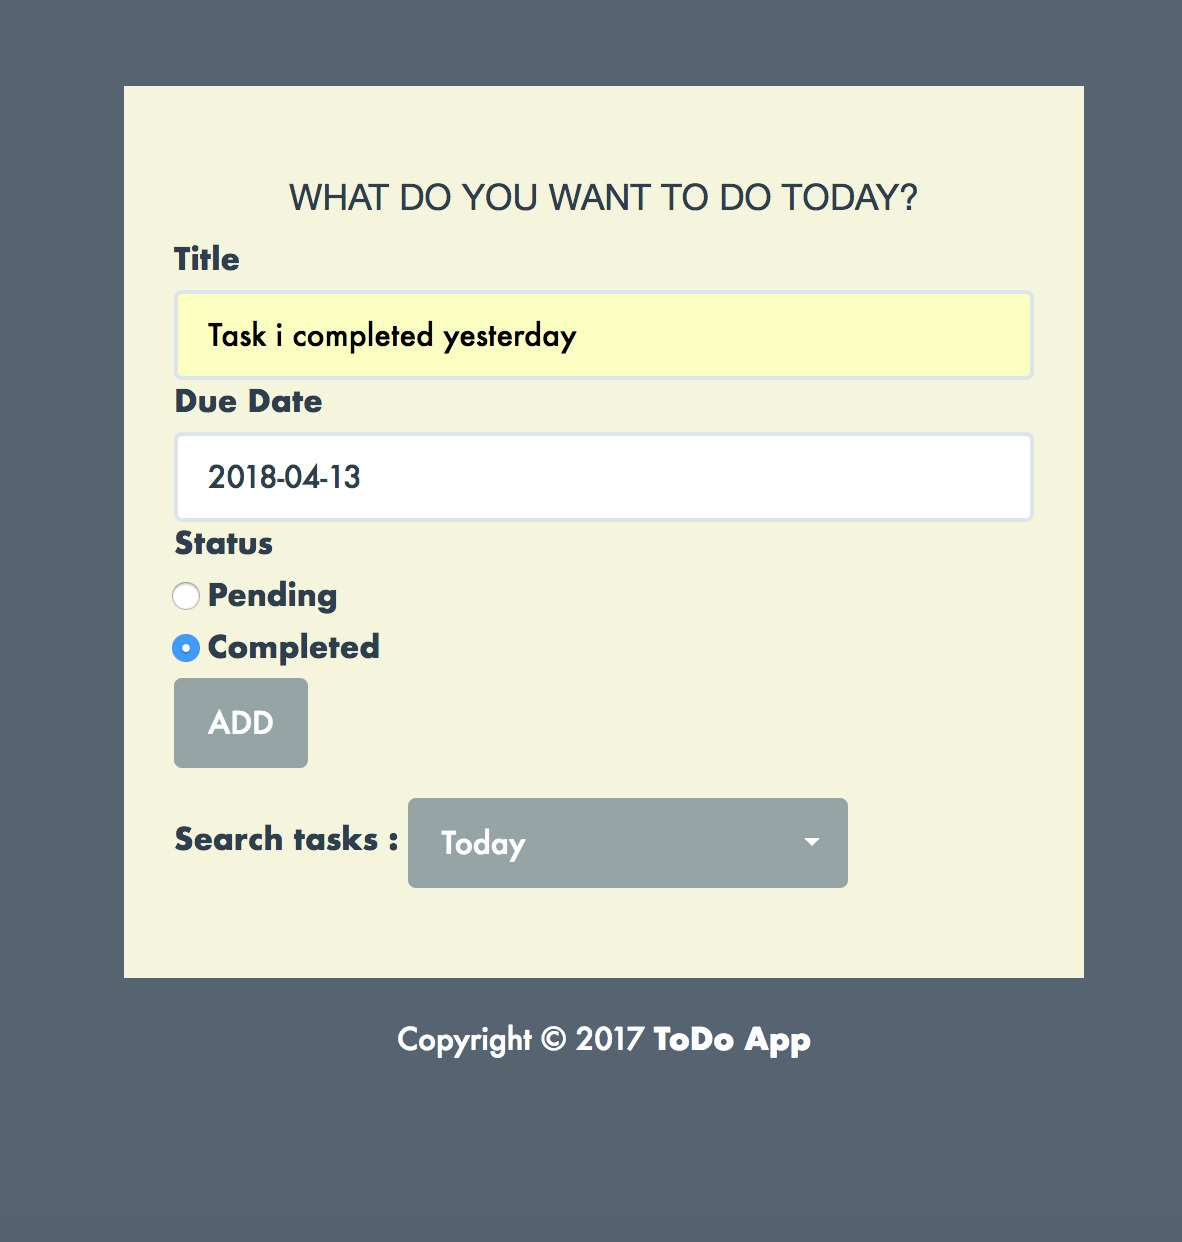 WHAT DO YOU WANT TO DO TODAY?
Title
Task i completed yesterday
Due Date
2018-04-13
Status
Pending
Completed
ADD
Search tasks : Today
Copyright © 2017 ToDo App